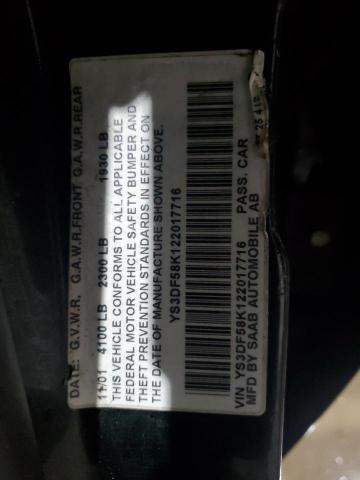 DATE: G.V.W.R. G.A.W.R.FRONT G.A.W.R.REAR
11/01 4100 LB 2300 LB 1930 LB
THIS VEHICLE CONFORMS TO ALL APPLICABLE
FEDERAL MOTOR VEHICLE SAFETY BUMPER AND
THEFT PREVENTION STANDARDS IN EFFECT ON
THE DATE OF MANUFACTURE SHOWN ABOVE.
YS3DF58K122017716
VIN YS3DF58K122017716 PASS. CAR
MFD BY SAAB AUTOMOBILE AB